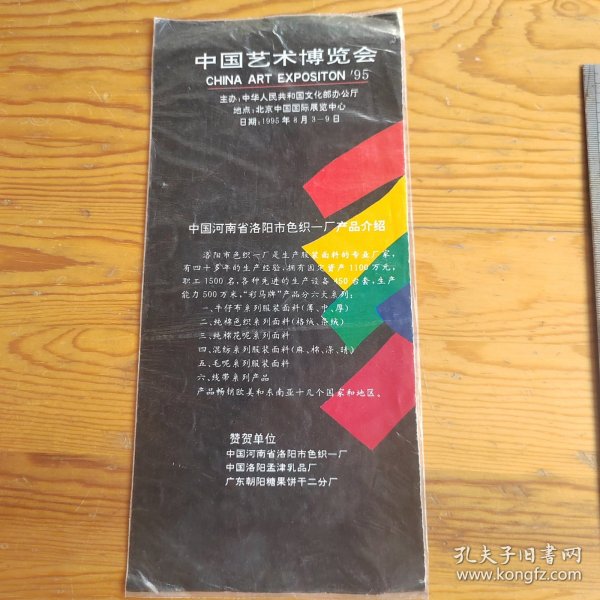 中国艺术博览会
CHINA ART EXPOSITON '95
主办:中华人民共和国文化部办公厅
地点:北京中国国际展览中心
日期:1995年8月3-9日
中国河南省洛阳市色织一厂产品介绍
洛阳市色织一厂是生产服装面料的专业厂家,
有四十多年的生产经验,拥有固定资产1100万元,
职工1500名,各种先进的生产设备450台套,生产
能力500万米,“彩马牌”产品分六大系列:
一、牛仔布系列服装面料(薄、中、厚)
二、纯棉色织系列面料(格绒、条绒)
三、纯棉花呢系列面料
四、混纺系列服装面料(麻、棉、涤、晴)
五、毛呢系列服装面料
六、线带系列产品
产品畅销欧美和东南亚十几个国家和地区。
赞贺单位
中国河南省洛阳市色织一厂
中国洛阳孟津乳品厂
广东朝阳糖果饼干二分厂
孔夫子旧书网
www.kongfz.com